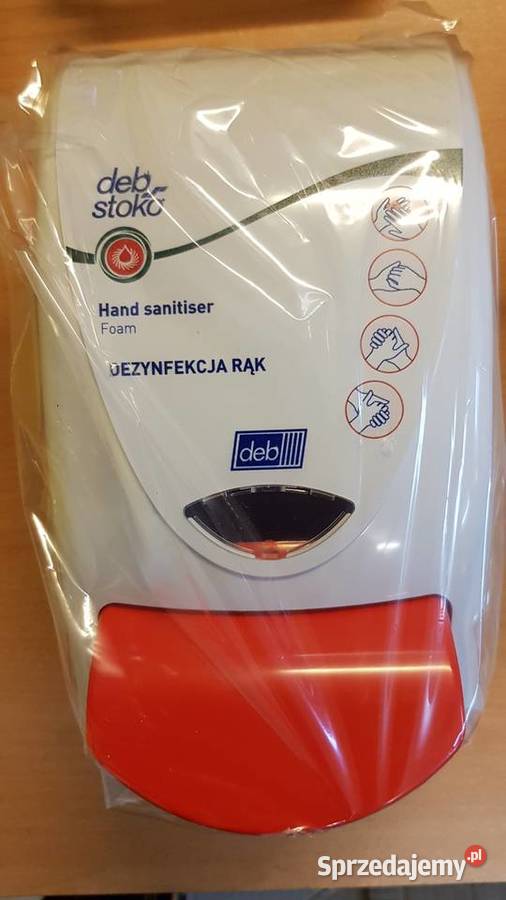 deb
stoko
Hand sanitiser
Foam
DEZYNFEKCJA RĄK
deb
Sprzedajemy.pl